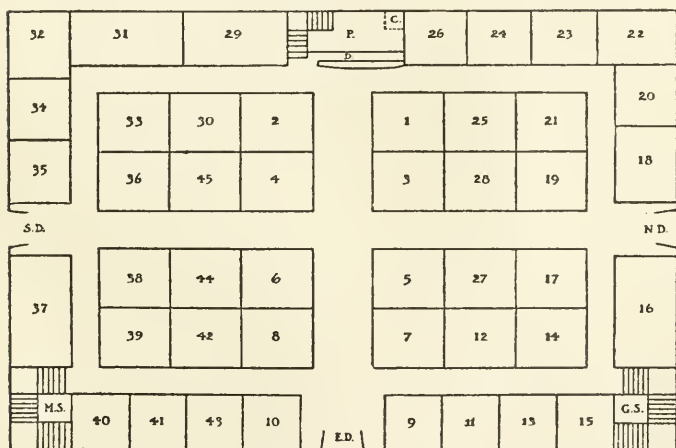 32 31 29 P. C. 26 24 23 22
D.
34 33 30 2 1 25 21 20
35 36 45 4 3 28 19 18
S.D. N D.
37 38 44 6 5 27 17 16
39 42 8 7 12 14
M.S. G.S.
40 41 43 10 9 11 13 15
E.D.